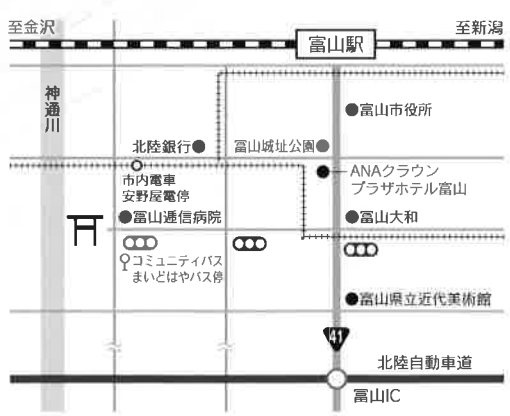 至金沢
至新潟
富山駅
神通川
富山市役所
北陸銀行
富山城址公園
ANAクラウン
プラザホテル富山
市内電車
安野屋電停
富山逓信病院
富山大和
コミュニティバス
まいどはやバス停
富山県立近代美術館
41
北陸自動車道
富山IC